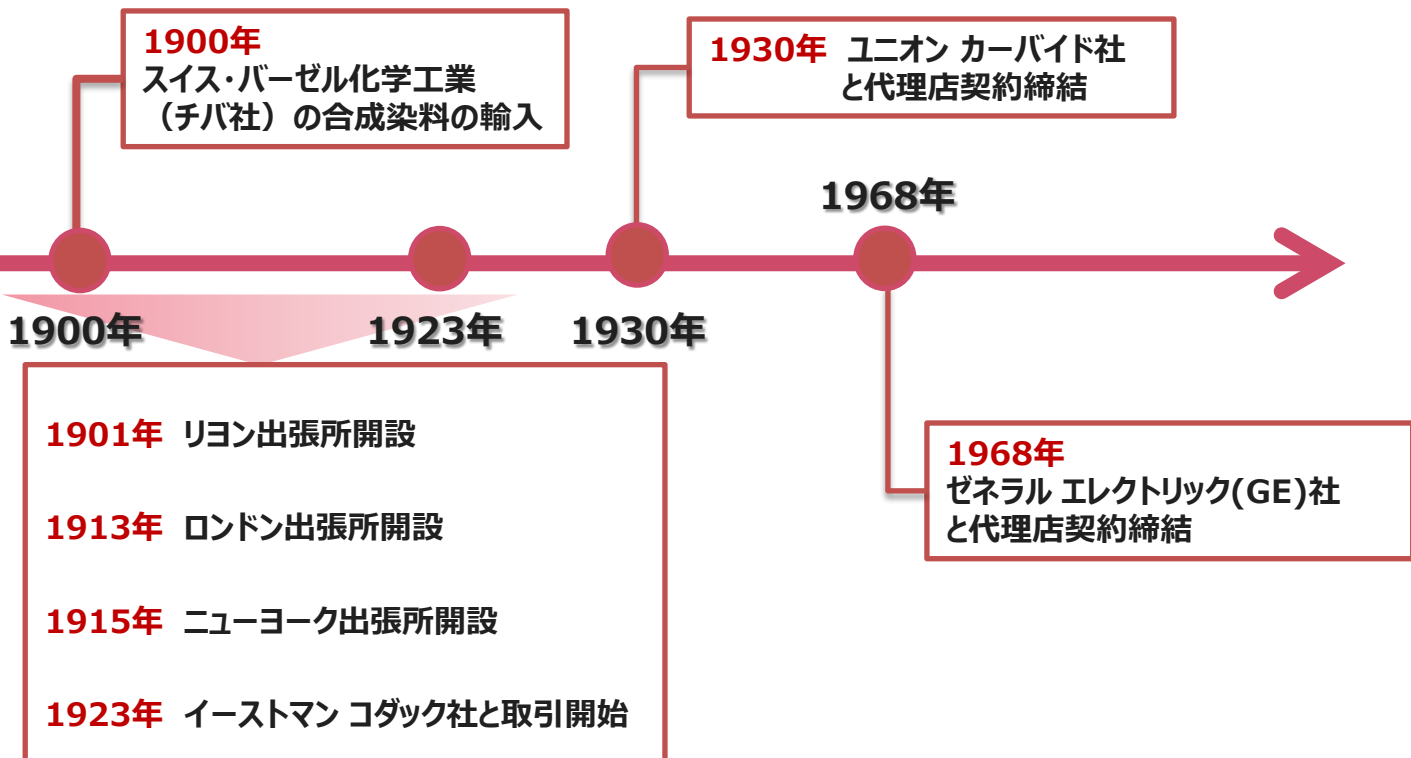 1900年
スイス・バーゼル化学工業
（チバ社）の合成染料の輸入
1930年 ユニオン カーバイド社
と代理店契約締結
1968年
1900年
1923年
1930年
1901年 リヨン出張所開設
1913年 ロンドン出張所開設
1915年 ニューヨーク出張所開設
1923年 イーストマン コダック社と取引開始
1968年
ゼネラル エレクトリック(GE)社
と代理店契約締結